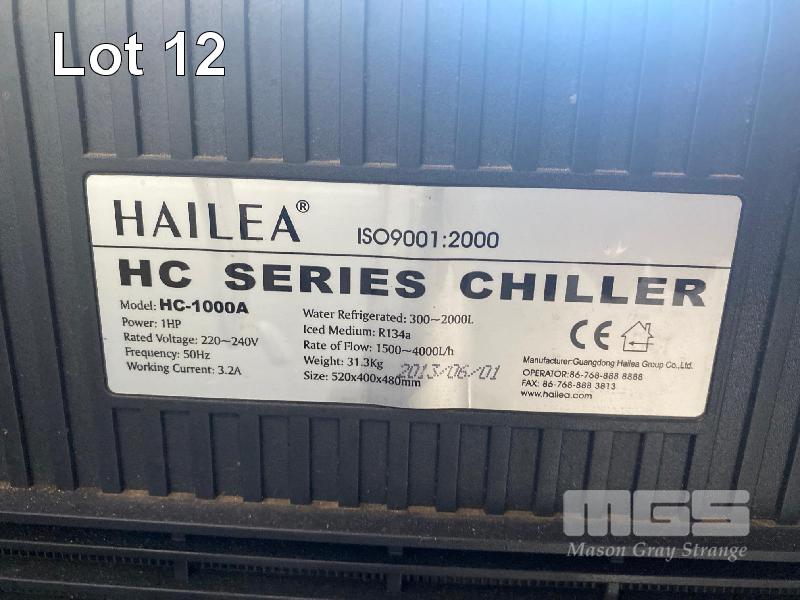 Lot 12
HAILEA® ISO9001:2000
HC SERIES CHILLER
Model: HC-1000A
Power: 1HP
Rated Voltage: 220~240V
Frequency: 50Hz
Working Current: 3.2A
Water Refrigerated: 300~2000L
Iced Medium: R134a
Rate of Flow: 1500~4000L/h
Weight: 31.3Kg
Size: 520x400x480mm
2013/06/01
CE
Manufacturer:Guangdong Hailea Group Co.,Ltd.
OPERATOR:86-768-888 8888
FAX: 86-768-888 3813
www.hailea.com
MGS
Mason Gray Strange